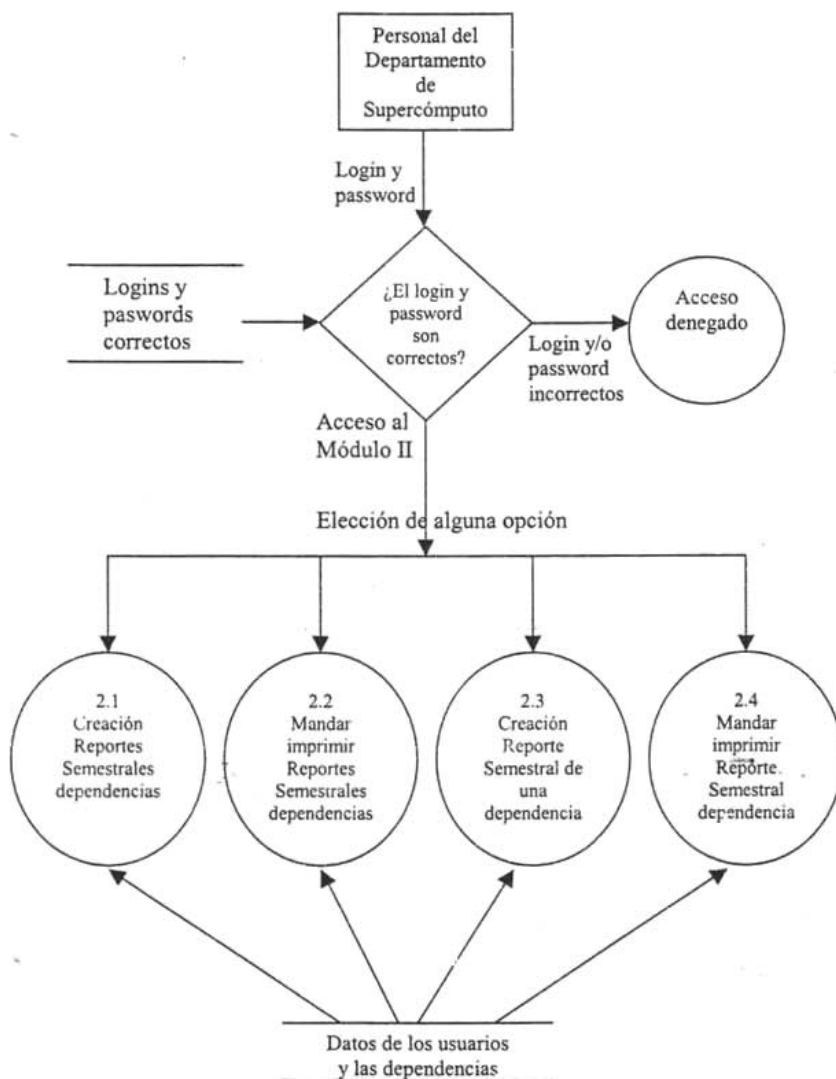 Personal del
Departamento
de
Supercómputo
Login y
password
Logins y
paswords
correctos
¿El login y
password
son
correctos?
Acceso
denegado
Login y/o
password
incorrectos
Acceso al
Módulo II
Elección de alguna opción
2.1
Creación
Reportes
Semestrales
dependencias
2.2
Mandar
imprimir
Reportes
Semestrales
dependencias
2.3
Creación
Reporte
Semestral de
una
dependencia
2.4
Mandar
imprimir
Reporte
Semestral
dependencia
Datos de los usuarios
y las dependencias